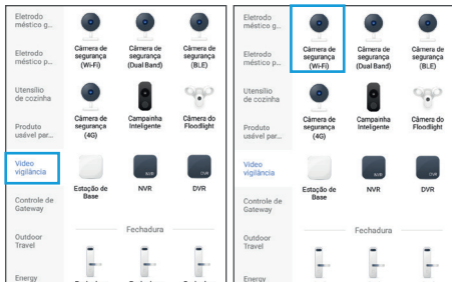 Eletrodo
méstico g...
Eletrodo
méstico p...
Utensílio
de cozinha
Produto
usável par...
Vídeo
vigilância
Controle de
Gateway
Outdoor
Travel
Energy
Câmera de
segurança
(Wi-Fi)
Câmera de
segurança
(Dual Band)
Câmera de
segurança
(BLE)
Câmera de
segurança
(4G)
Campainha
Inteligente
Câmera do
Floodlight
Estação de
Base
NVR
DVR
Fechadura
Eletrodo
méstico g...
Eletrodo
méstico p...
Utensílio
de cozinha
Produto
usável par...
Vídeo
vigilância
Controle de
Gateway
Outdoor
Travel
Energy
Câmera de
segurança
(Wi-Fi)
Câmera de
segurança
(Dual Band)
Câmera de
segurança
(BLE)
Câmera de
segurança
(4G)
Campainha
Inteligente
Câmera do
Floodlight
Estação de
Base
NVR
DVR
Fechadura